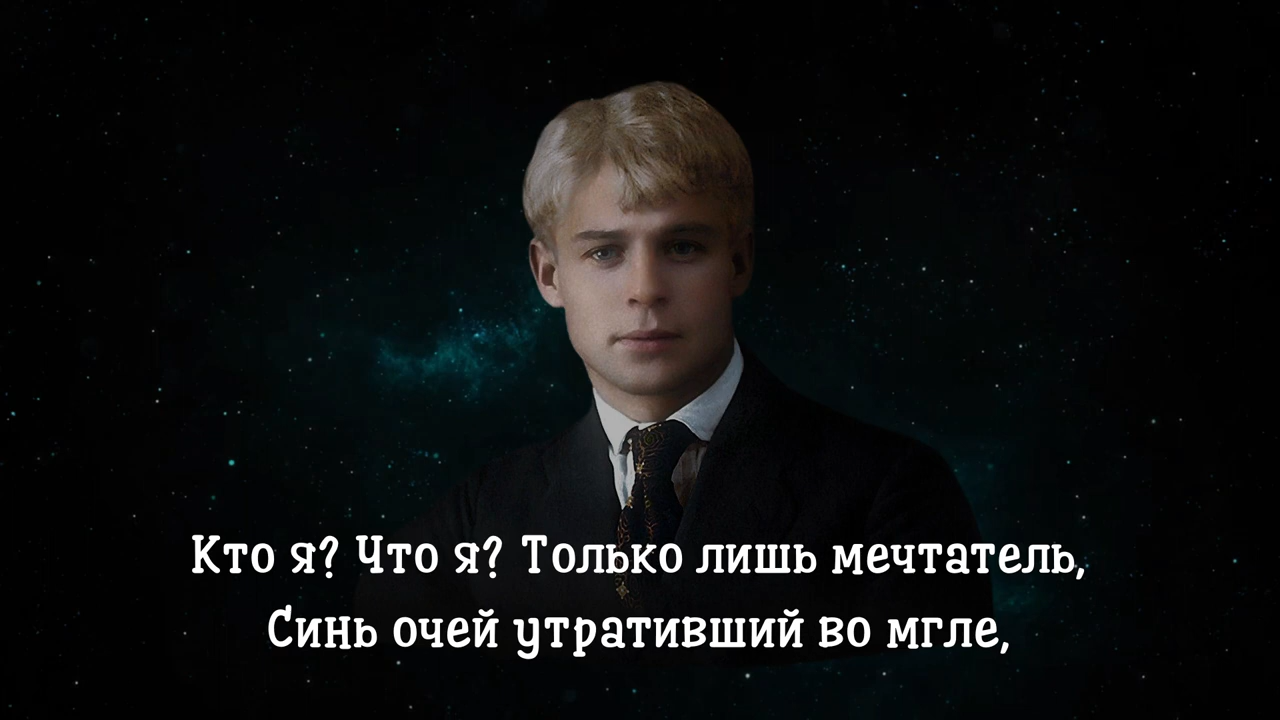 Кто я? Что я? Только лишь мечтатель,
Синь очей утративший во мгле,